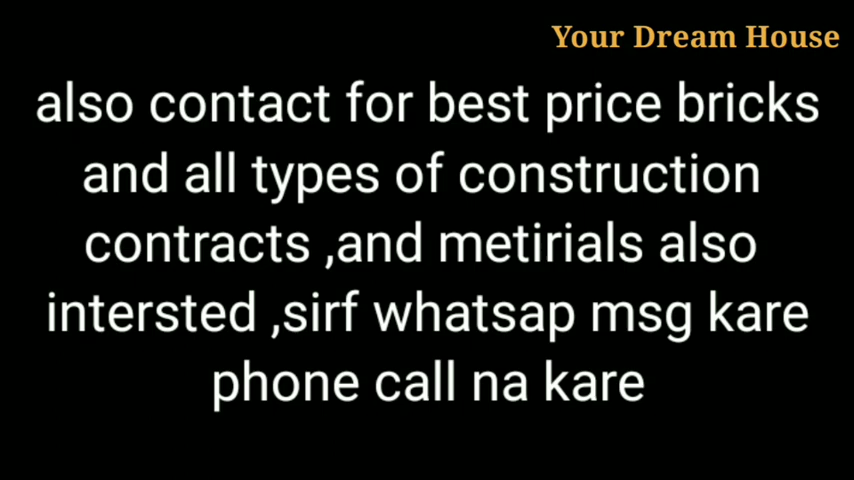 Your Dream House
also contact for best price bricks
and all types of construction
contracts ,and metirials also
intersted ,sirf whatsap msg kare
phone call na kare